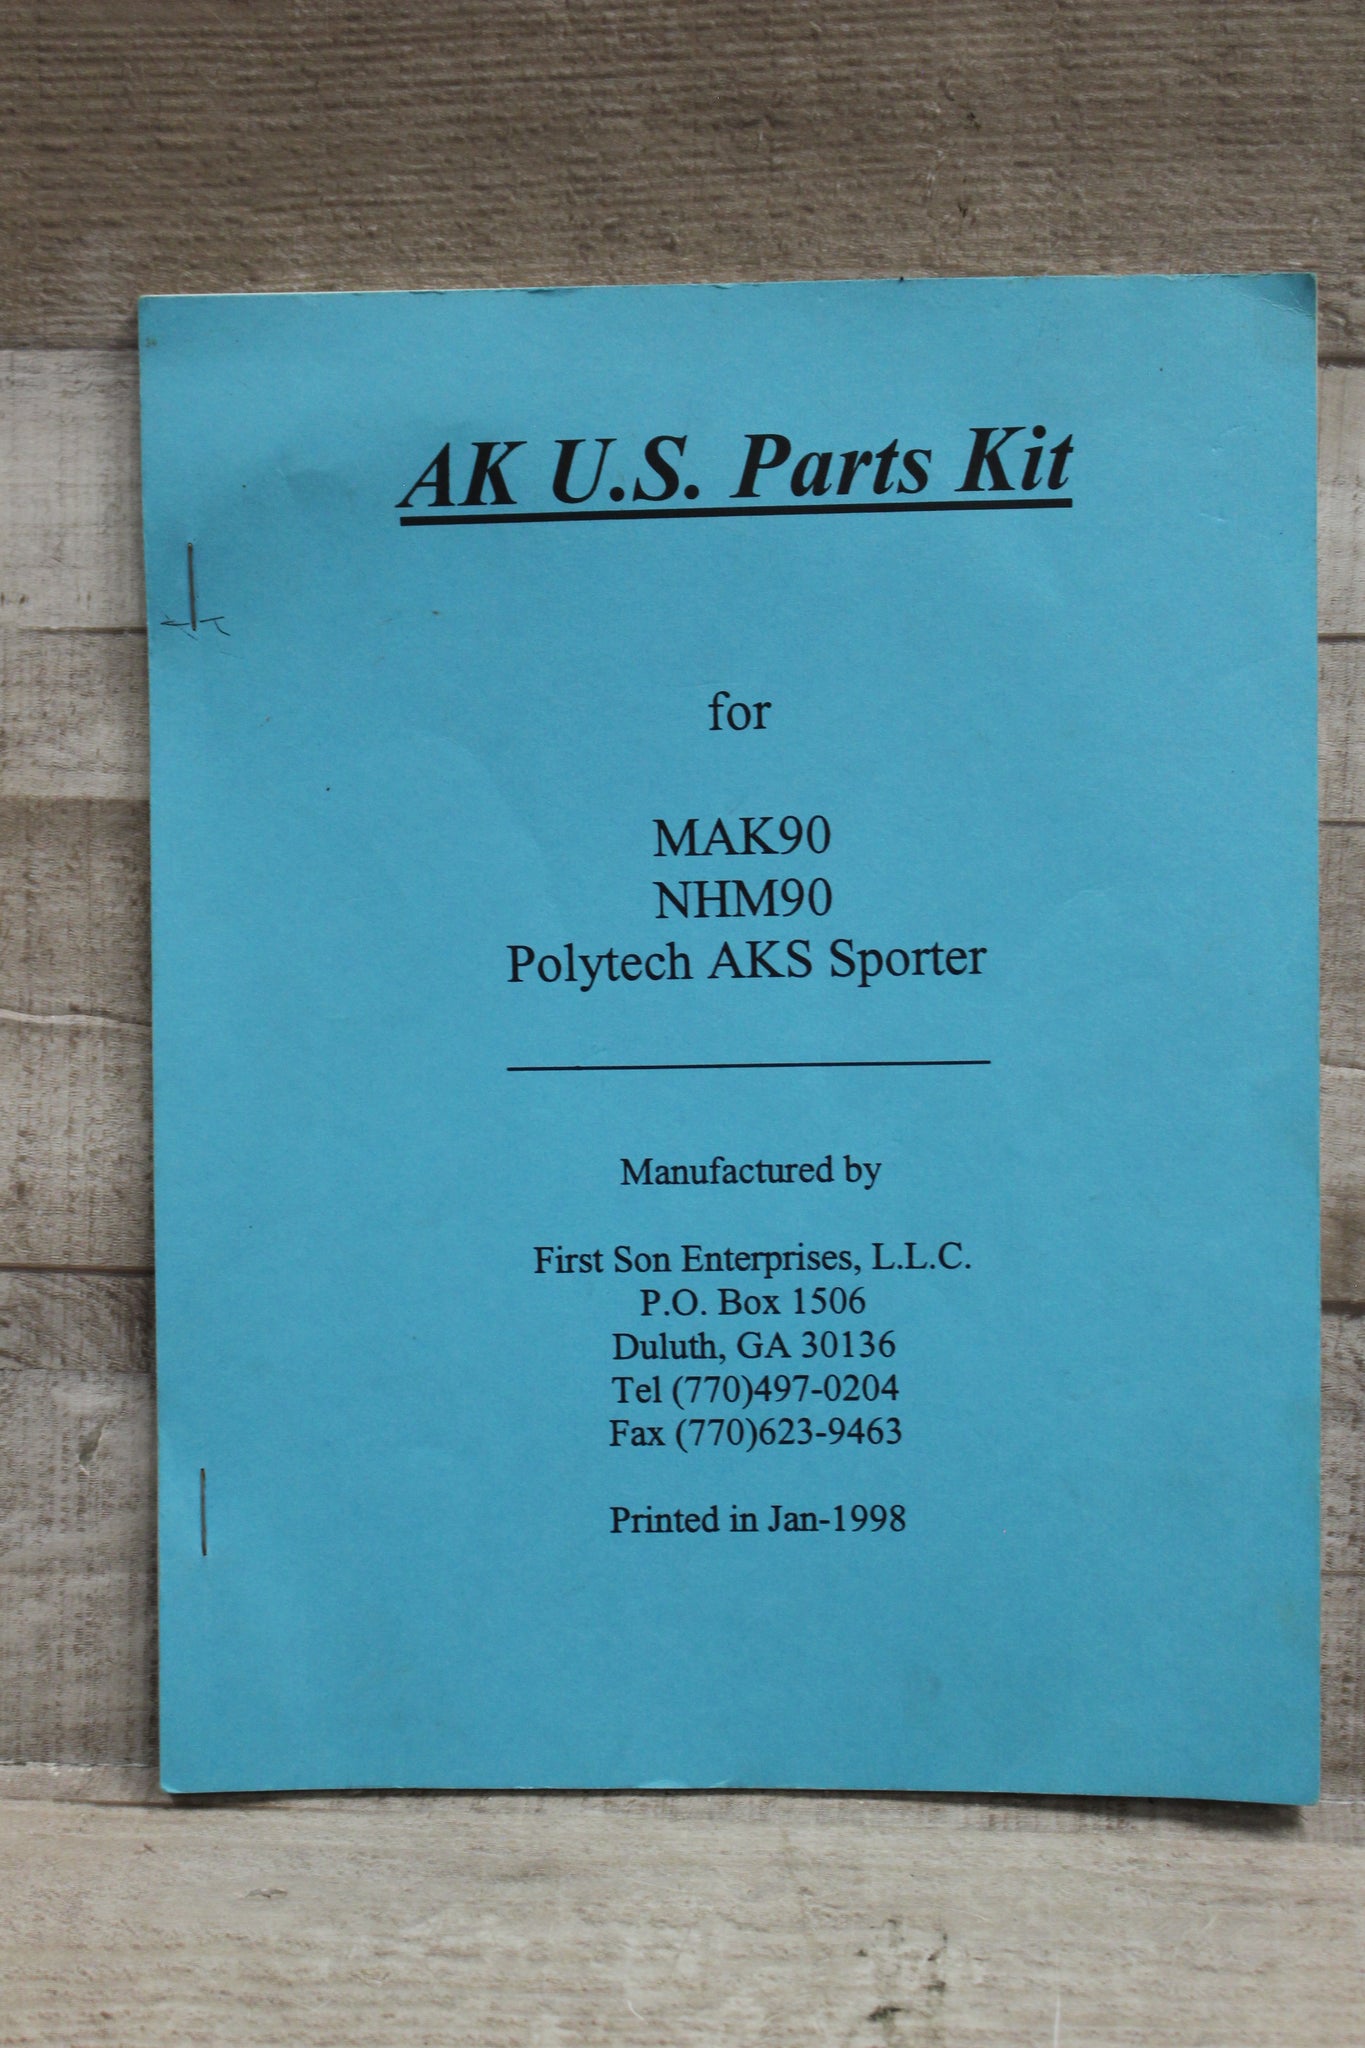 AK U.S. Parts Kit
for
MAK90
NHM90
Polytech AKS Sporter
Manufactured by
First Son Enterprises, L.L.C.
P.O. Box 1506
Duluth, GA 30136
Tel (770)497-0204
Fax (770)623-9463
Printed in Jan-1998